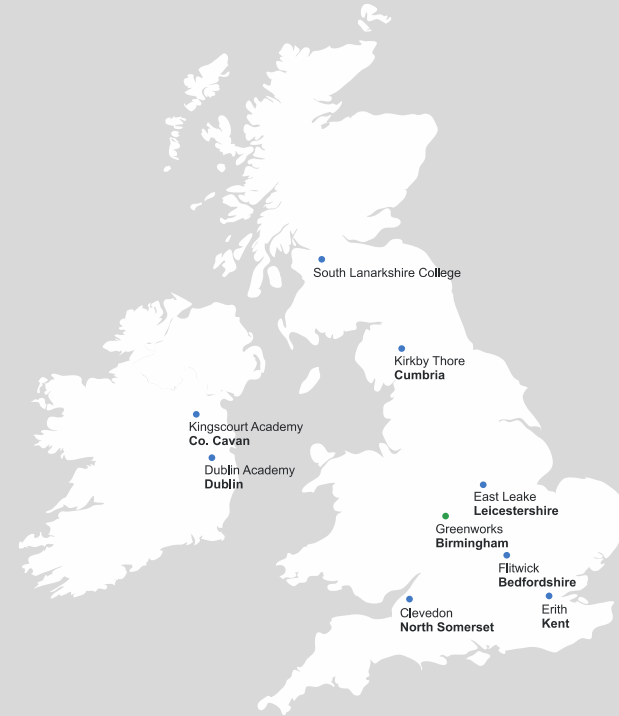 South Lanarkshire College
Kirkby Thore
Cumbria
Kingscourt Academy
Co. Cavan
Dublin Academy
Dublin
East Leake
Leicestershire
Greenworks
Birmingham
Flitwick
Bedfordshire
Clevedon
North Somerset
Erith
Kent